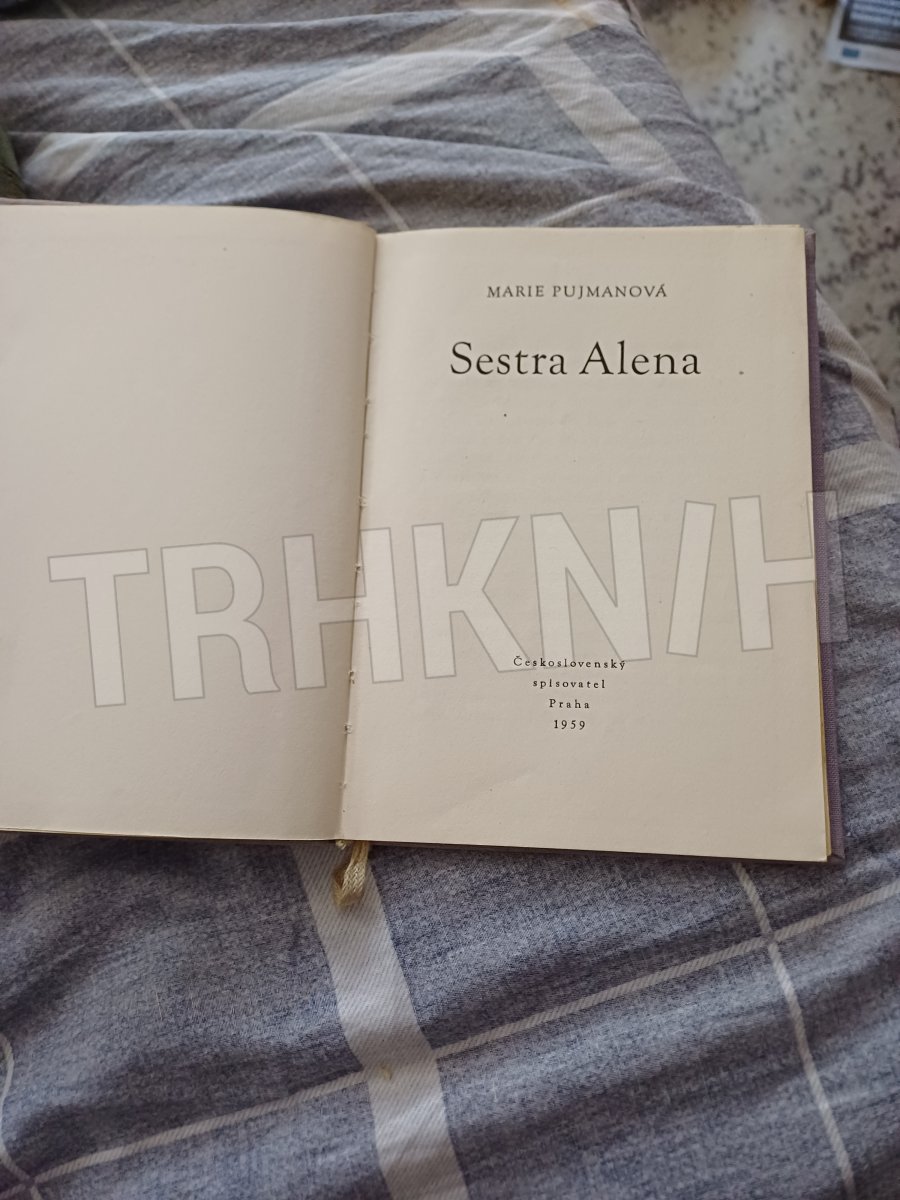 MARIE PUJMANOVÁ
Sestra Alena
TRHKNIH
Československý
spisovatel
Praha
1959